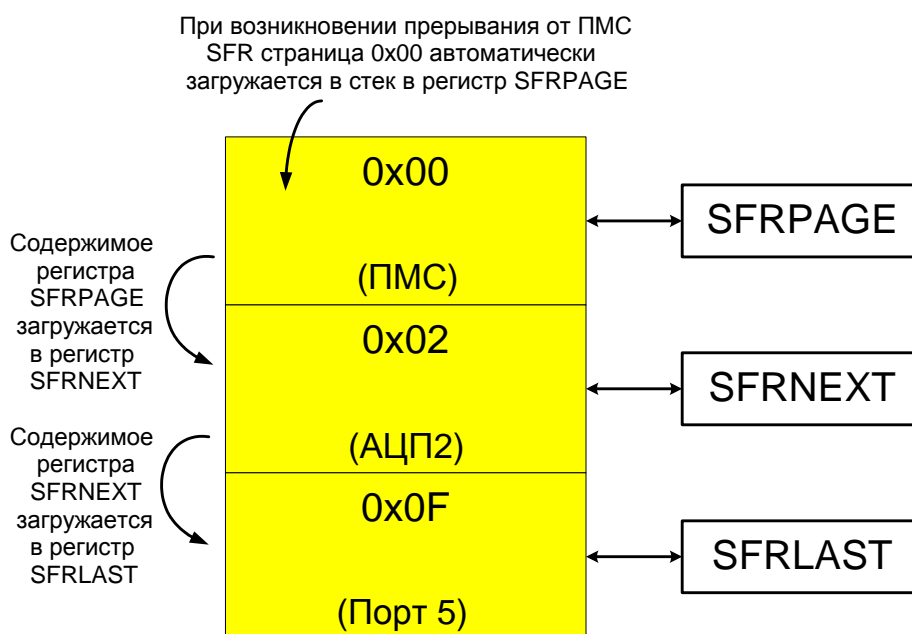 При возникновении прерывания от ПМС
SFR страница 0x00 автоматически
загружается в стек в регистр SFRPAGE
0x00
(ПМС)
SFRPAGE
Содержимое
регистра
SFRPAGE
загружается
в регистр
SFRNEXT
0x02
(АЦП2)
SFRNEXT
Содержимое
регистра
SFRNEXT
загружается
в регистр
SFRLAST
0x0F
(Порт 5)
SFRLAST